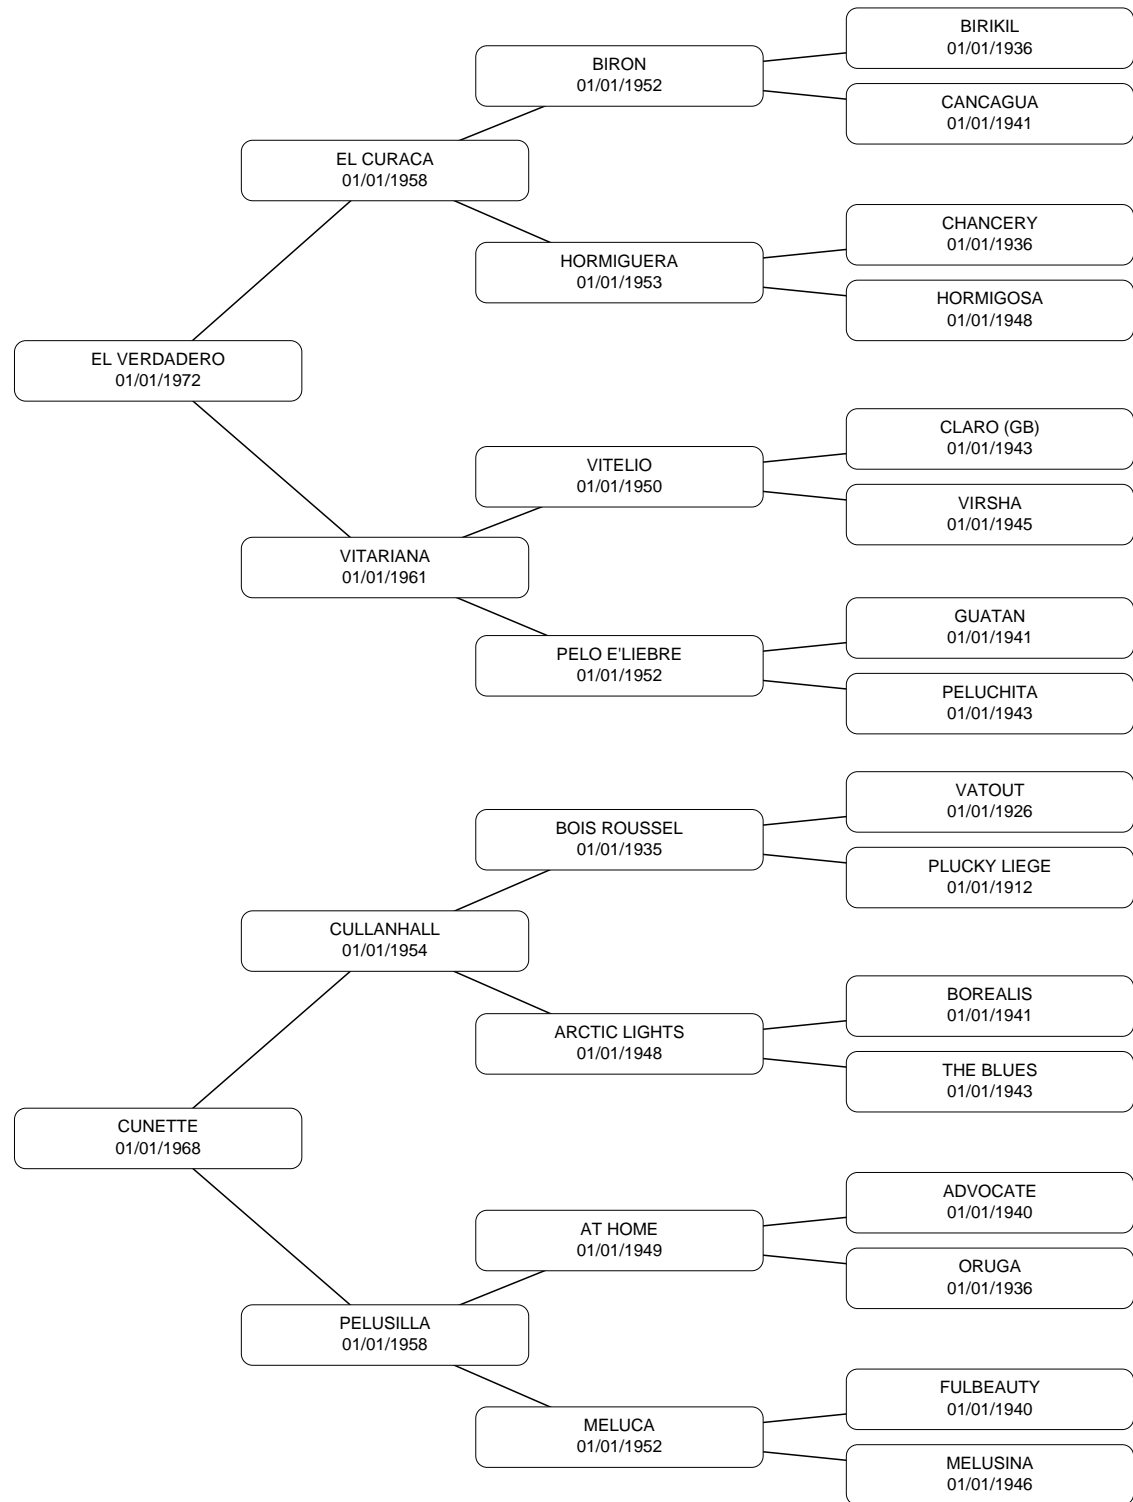 BIRIKIL
01/01/1936
BIRON
01/01/1952
CANCAGUA
01/01/1941
EL CURACA
01/01/1958
CHANCERY
01/01/1936
HORMIGUERA
01/01/1953
HORMIGOSA
01/01/1948
EL VERDADERO
01/01/1972
CLARO (GB)
01/01/1943
VITELIO
01/01/1950
VIRSHA
01/01/1945
VITARIANA
01/01/1961
GUATAN
01/01/1941
PELO E'LIEBRE
01/01/1952
PELUCHITA
01/01/1943
VATOUT
01/01/1926
BOIS ROUSSEL
01/01/1935
PLUCKY LIEGE
01/01/1912
CULLANHALL
01/01/1954
BOREALIS
01/01/1941
ARCTIC LIGHTS
01/01/1948
THE BLUES
01/01/1943
CUNETTE
01/01/1968
ADVOCATE
01/01/1940
AT HOME
01/01/1949
ORUGA
01/01/1936
PELUSILLA
01/01/1958
FULBEAUTY
01/01/1940
MELUCA
01/01/1952
MELUSINA
01/01/1946